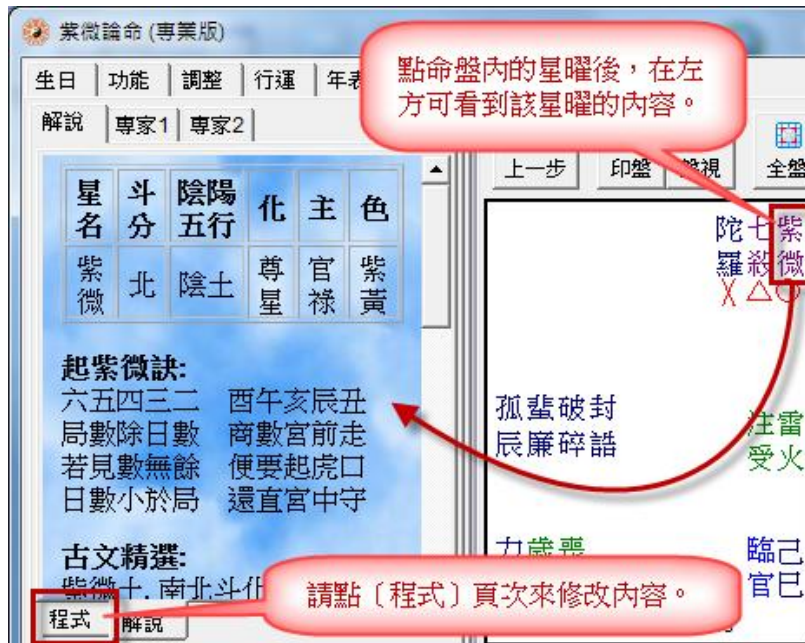 紫微論命 (專業版)
生日 功能 調整 行運 年表
解說 專家1 專家2
點命盤內的星曜後，在左
方可看到該星曜的內容。
上一步 印盤 視 全盤
星名 斗分 陰陽五行 化 主 色
紫微 北 陰土 尊星 官祿 紫黃
起紫微訣:
六五四三二 酉午亥辰丑
局數除日數 商數宮前走
若見數無餘 便要起虎口
日數小於局 還直宮中守
古文精選:
紫微土,南北斗化
程式 解說
陀七紫
羅殺微
X△○
孤蜚破封
辰廉碎誥
注雷
受火
力歲喪
臨己
官巳
請點〔程式〕頁次來修改內容。